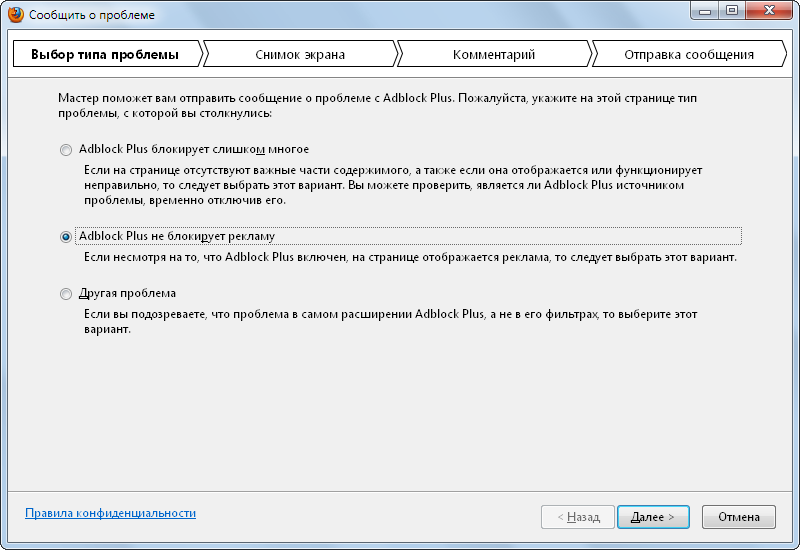 Сообщить о проблеме
Выбор типа проблемы
Снимок экрана
Комментарий
Отправка сообщения
Мастер поможет вам отправить сообщение о проблеме с Adblock Plus. Пожалуйста, укажите на этой странице тип
проблемы, с которой вы столкнулись:
Adblock Plus блокирует слишком многое
Если на странице отсутствуют важные части содержимого, а также если она отображается или функционирует
неправильно, то следует выбрать этот вариант. Вы можете проверить, является ли Adblock Plus источником
проблемы, временно отключив его.
Adblock Plus не блокирует рекламу
Если несмотря на то, что Adblock Plus включен, на странице отображается реклама, то следует выбрать этот вариант.
Другая проблема
Если вы подозреваете, что проблема в самом расширении Adblock Plus, а не в его фильтрах, то выберите этот
вариант.
Правила конфиденциальности
< Назад
Далее >
Отмена